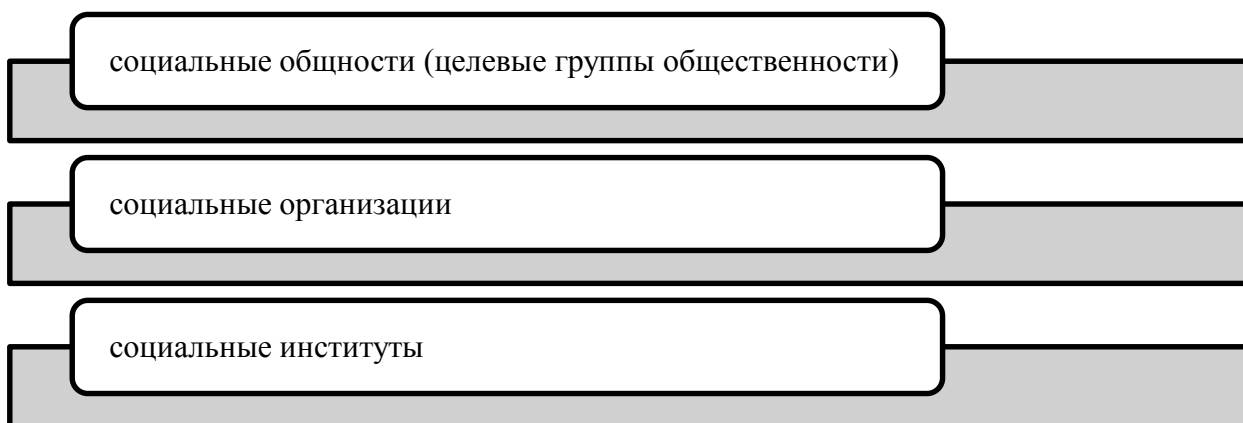 социальные общности (целевые группы общественности)
социальные организации
социальные институты